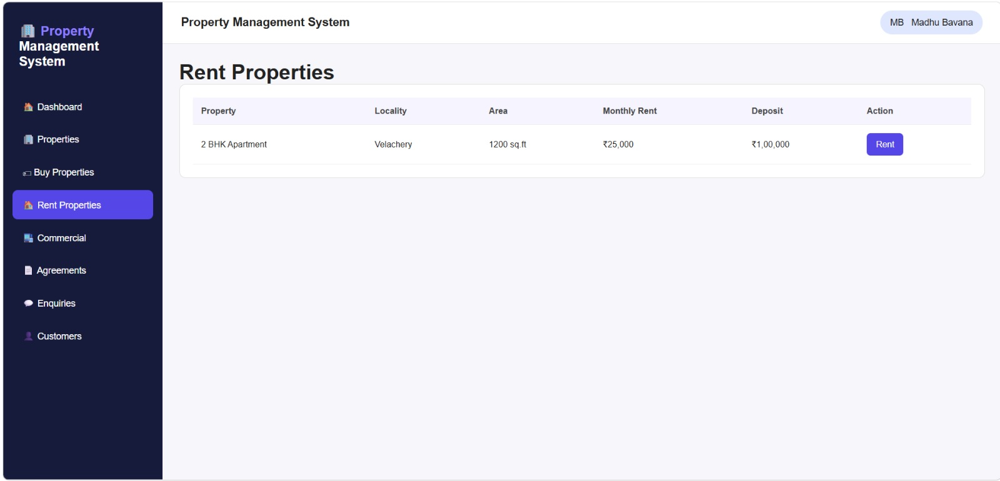 Property
Management
System
Dashboard
Properties
Buy Properties
Rent Properties
Commercial
Agreements
Enquiries
Customers
Property Management System
MB Madhu Bavana
Rent Properties
Property Locality Area Monthly Rent Deposit Action
2 BHK Apartment Velachery 1200 sq.ft ₹25,000 ₹1,00,000 Rent